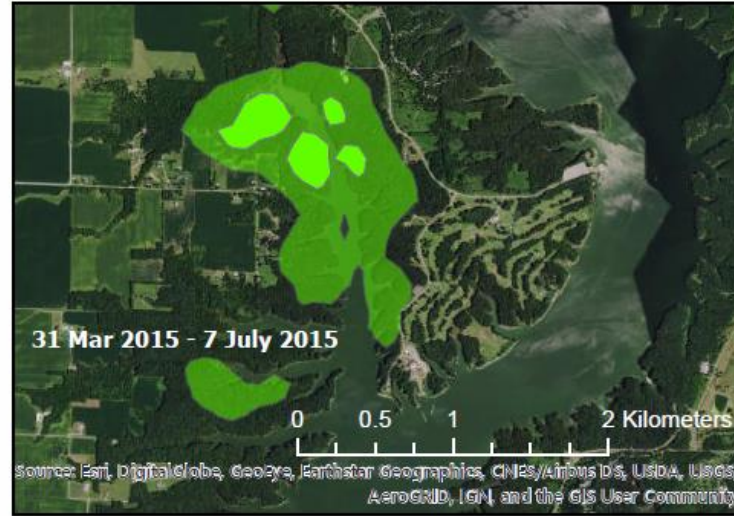 31 Mar 2015 - 7 July 2015
0 0.5 1 2 Kilometers
Source: Esri, DigitalGlobe, GeoEye, Earthstar Geographics, CNES/Airbus DS, USDA, USGS,
AeroGRID, IGN, and the GIS User Community